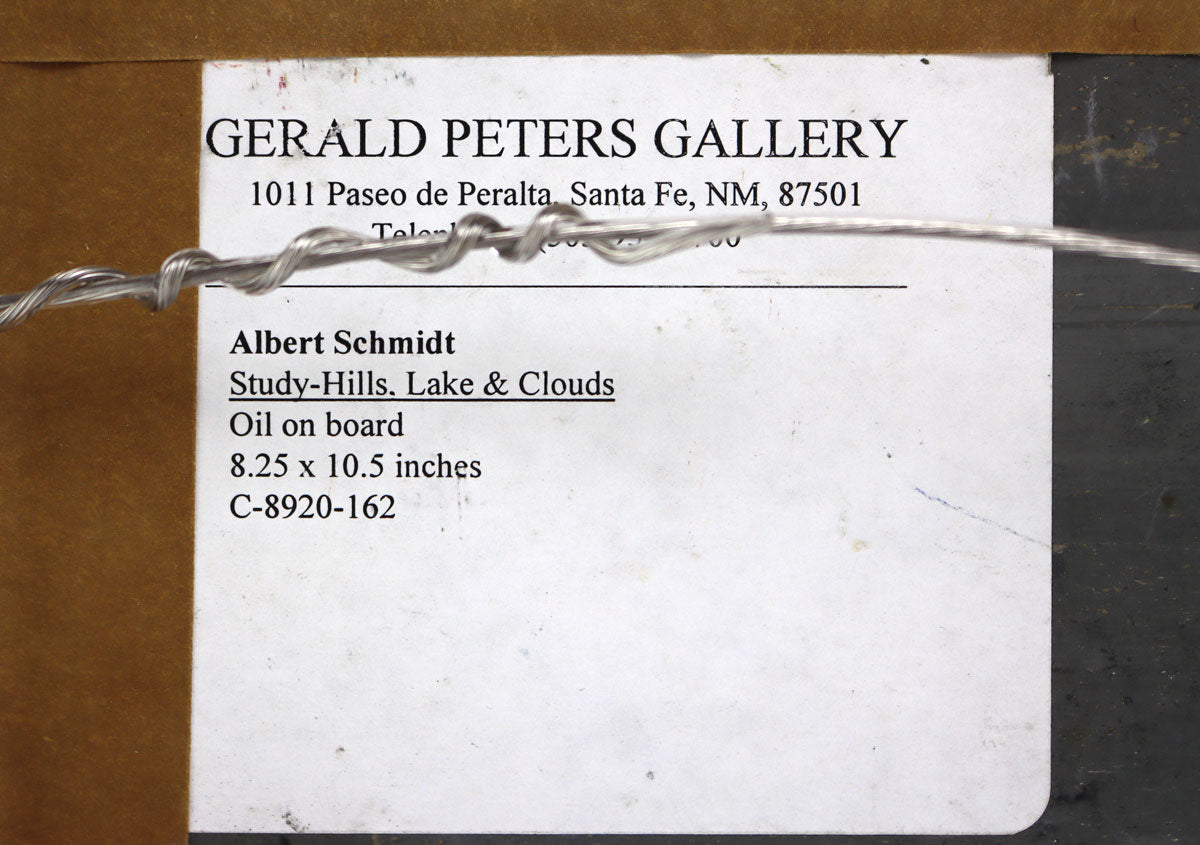 GERALD PETERS GALLERY
1011 Paseo de Peralta, Santa Fe, NM, 87501
Albert Schmidt
Study-Hills, Lake & Clouds
Oil on board
8.25 x 10.5 inches
C-8920-162